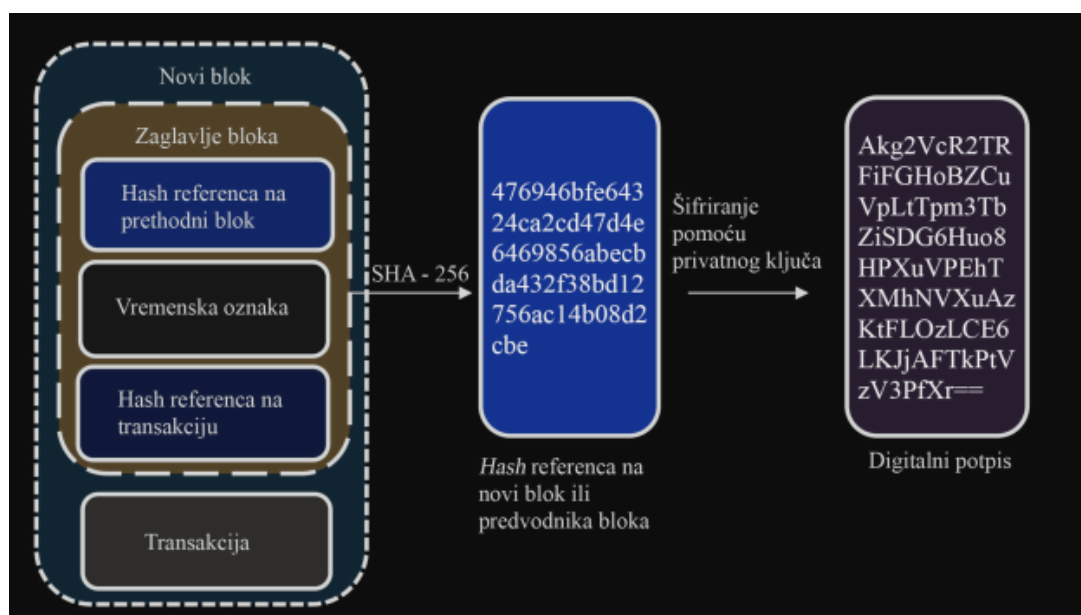 Novi blok
Zaglavlje bloka
Hash referenca na
prethodni blok
Vremenska oznaka
Hash referenca na
transakciju
Transakcija
SHA - 256
476946bfe643
24ca2cd47d4e
6469856abecb
da432f38bd12
756ac14b08d2
cbe
Hash referenca na
novi blok ili
predvodnika bloka
Šifriranje
pomoću
privatnog ključa
Akg2VcR2TR
FiFGHoBZCu
VpLtTpm3Tb
ZiSDG6Huo8
HPXuVPEhT
XMhNVXuAz
KtFLOzLCE6
LKJjAFTkPtV
zV3PfXr==
Digitalni potpis